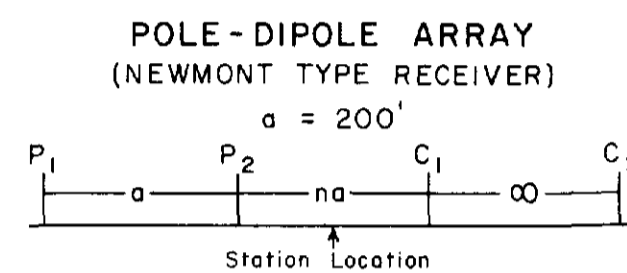 POLE-DIPOLE ARRAY
(NEWMONT TYPE RECEIVER)
a = 200'
P1 P2 C1 C
a na ∞
Station Location